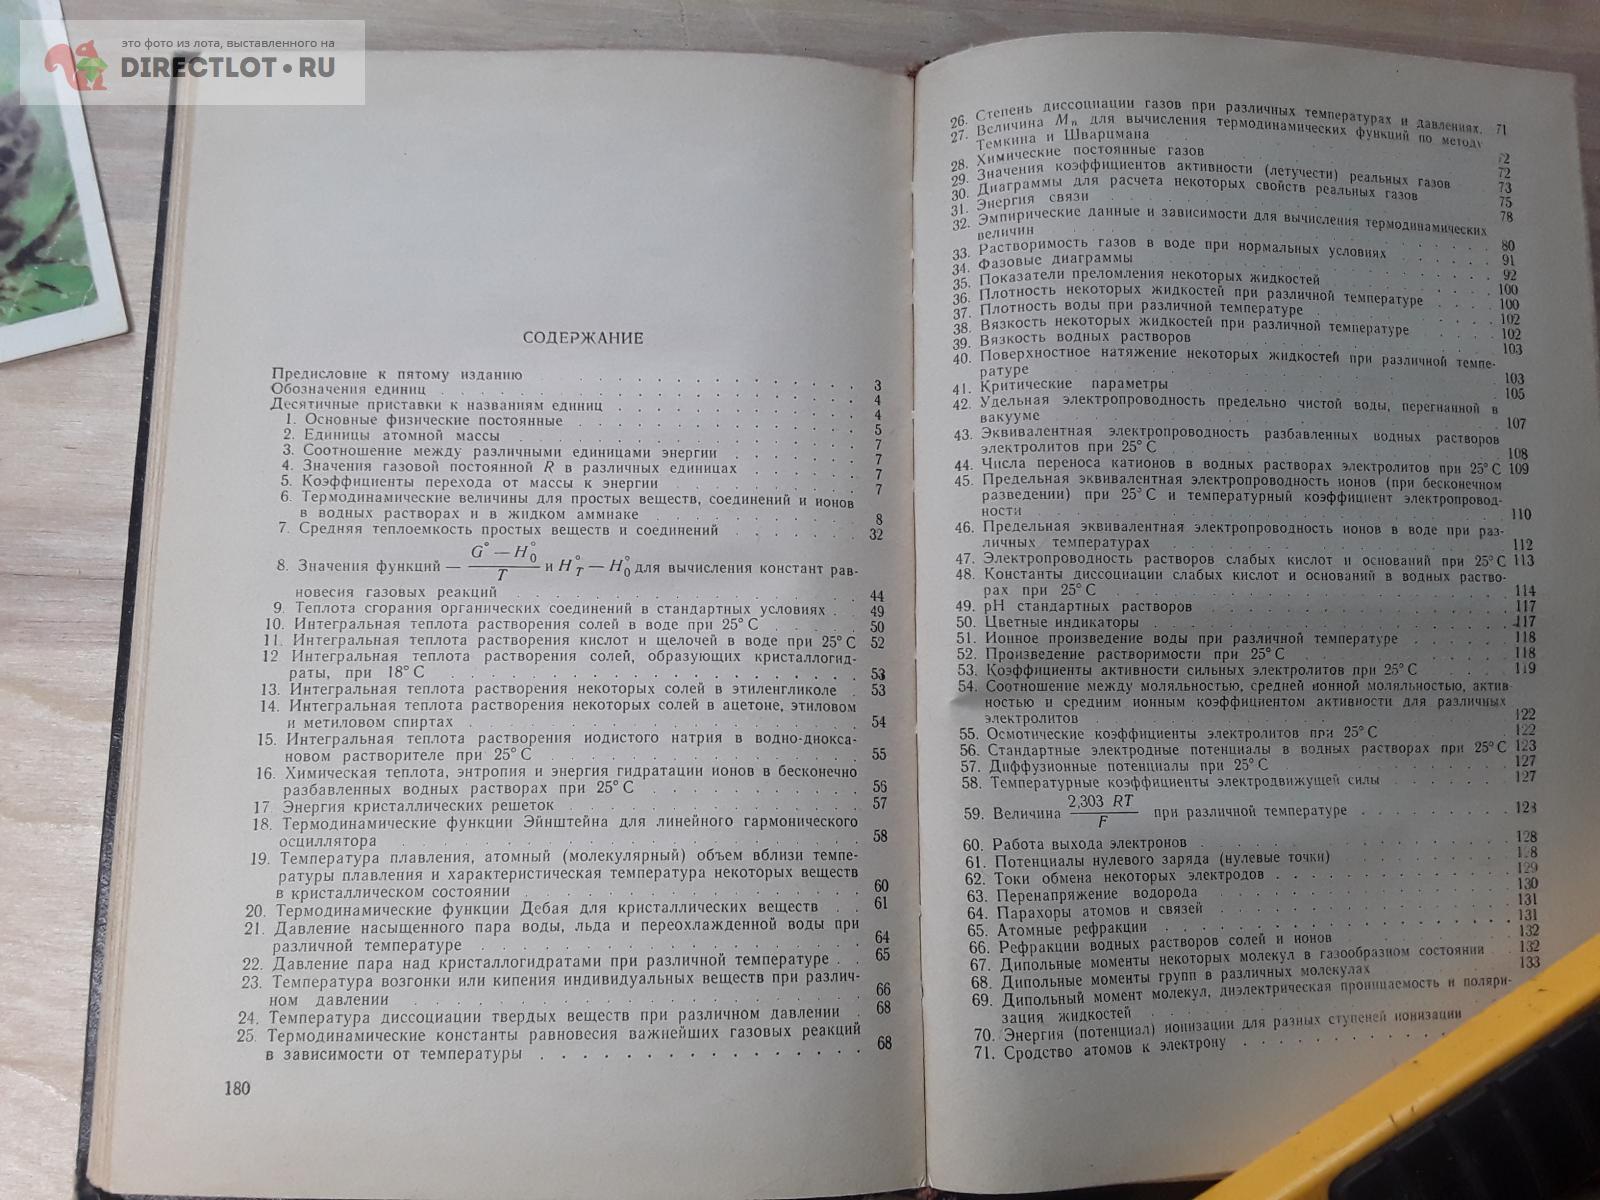 это фото из лота, выставленного на
DIRECTLOT•RU
СОДЕРЖАНИЕ
Предисловие к пятому изданию . . . 3
Обозначения единиц . . . 4
Десятичные приставки к названиям единиц . . . 4
1. Основные физические постоянные . . . 5
2. Единицы атомной массы . . . 7
3. Соотношение между различными единицами энергии . . . 7
4. Значения газовой постоянной R в различных единицах . . . 7
5. Коэффициенты перехода от массы к энергии . . . 7
6. Термодинамические величины для простых веществ, соединений и ионов
в водных растворах и в жидком аммиаке . . . 8
7. Средняя теплоемкость простых веществ и соединений . . . 32
8. Значения функций — (G° — H°0)/T и H°T — H°0 для вычисления констант рав-
новесия газовых реакций . . . 44
9. Теплота сгорания органических соединений в стандартных условиях . 49
10. Интегральная теплота растворения солей в воде при 25° С . . . 50
11. Интегральная теплота растворения кислот и щелочей в воде при 25° С 52
12 Интегральная теплота растворения солей, образующих кристаллогид-
раты, при 18° С . . . 53
13. Интегральная теплота растворения некоторых солей в этиленгликоле . 53
14. Интегральная теплота растворения некоторых солей в ацетоне, этиловом
и метиловом спиртах . . . 54
15. Интегральная теплота растворения иодистого натрия в водно-диокса-
новом растворителе при 25° С . . . 55
16. Химическая теплота, энтропия и энергия гидратации ионов в бесконечно
разбавленных водных растворах при 25° С . . . 56
17 Энергия кристаллических решеток . . . 57
18. Термодинамические функции Эйнштейна для линейного гармонического
осциллятора . . . 58
19. Температура плавления, атомный (молекулярный) объем вблизи темпе-
ратуры плавления и характеристическая температура некоторых веществ
в кристаллическом состоянии . . . 60
20. Термодинамические функции Дебая для кристаллических веществ . . 61
21. Давление насыщенного пара воды, льда и переохлажденной воды при
различной температуре . . . 64
22. Давление пара над кристаллогидратами при различной температуре . . 65
23. Температура возгонки или кипения индивидуальных веществ при различ-
ном давлении . . . 66
24. Температура диссоциации твердых веществ при различном давлении . 68
25. Термодинамические константы равновесия важнейших газовых реакций
в зависимости от температуры . . . 68
180
26. Степень диссоциации газов при различных температурах и давлениях. 71
27. Величина Mn для вычисления термодинамических функций по методу
Темкина и Шварцмана . . . 72
28. Химические постоянные газов . . . 72
29. Значения коэффициентов активности (летучести) реальных газов . . . 73
30. Диаграммы для расчета некоторых свойств реальных газов . . . 75
31. Энергия связи . . . 78
32. Эмпирические данные и зависимости для вычисления термодинамических
величин . . . 80
33. Растворимость газов в воде при нормальных условиях . . . 91
34. Фазовые диаграммы . . . 92
35. Показатели преломления некоторых жидкостей . . . 100
36. Плотность некоторых жидкостей при различной температуре . . . 100
37. Плотность воды при различной температуре . . . 102
38. Вязкость некоторых жидкостей при различной температуре . . . 102
39. Вязкость водных растворов . . . 103
40. Поверхностное натяжение некоторых жидкостей при различной темпе-
ратуре . . . 103
41. Критические параметры . . . 105
42. Удельная электропроводность предельно чистой воды, перегнанной в
вакууме . . . 107
43. Эквивалентная электропроводность разбавленных водных растворов
электролитов при 25° С . . . 108
44. Числа переноса катионов в водных растворах электролитов при 25° С 109
45. Предельная эквивалентная электропроводность ионов (при бесконечном
разведении) при 25° С и температурный коэффициент электропровод-
ности . . . 110
46. Предельная эквивалентная электропроводность ионов в воде при раз-
личных температурах . . . 112
47. Электропроводность растворов слабых кислот и оснований при 25° С 113
48. Константы диссоциации слабых кислот и оснований в водных раство-
рах при 25° С . . . 114
49. pH стандартных растворов . . . 117
50. Цветные индикаторы . . . 117
51. Ионное произведение воды при различной температуре . . . 118
52. Произведение растворимости при 25° С . . . 118
53. Коэффициенты активности сильных электролитов при 25° С . . . 119
54. Соотношение между моляльностью, средней ионной моляльностью, актив-
ностью и средним ионным коэффициентом активности для различных
электролитов . . . 122
55. Осмотические коэффициенты электролитов при 25° С . . . 122
56. Стандартные электродные потенциалы в водных растворах при 25° С 123
57. Диффузионные потенциалы при 25° С . . . 127
58. Температурные коэффициенты электродвижущей силы . . . 127
59. Величина 2,303 RT/F при различной температуре . . . 128
60. Работа выхода электронов . . . 128
61. Потенциалы нулевого заряда (нулевые точки) . . . 128
62. Токи обмена некоторых электродов . . . 129
63. Перенапряжение водорода . . . 130
64. Парахоры атомов и связей . . . 131
65. Атомные рефракции . . . 131
66. Рефракции водных растворов солей и ионов . . . 132
67. Дипольные моменты некоторых молекул в газообразном состоянии . . . 132
68. Дипольные моменты групп в различных молекулах . . . 133
69. Дипольный момент молекул, диэлектрическая проницаемость и поляри-
зация жидкостей . . .
70. Энергия (потенциал) ионизации для разных ступеней ионизации
71. Сродство атомов к электрону . . .